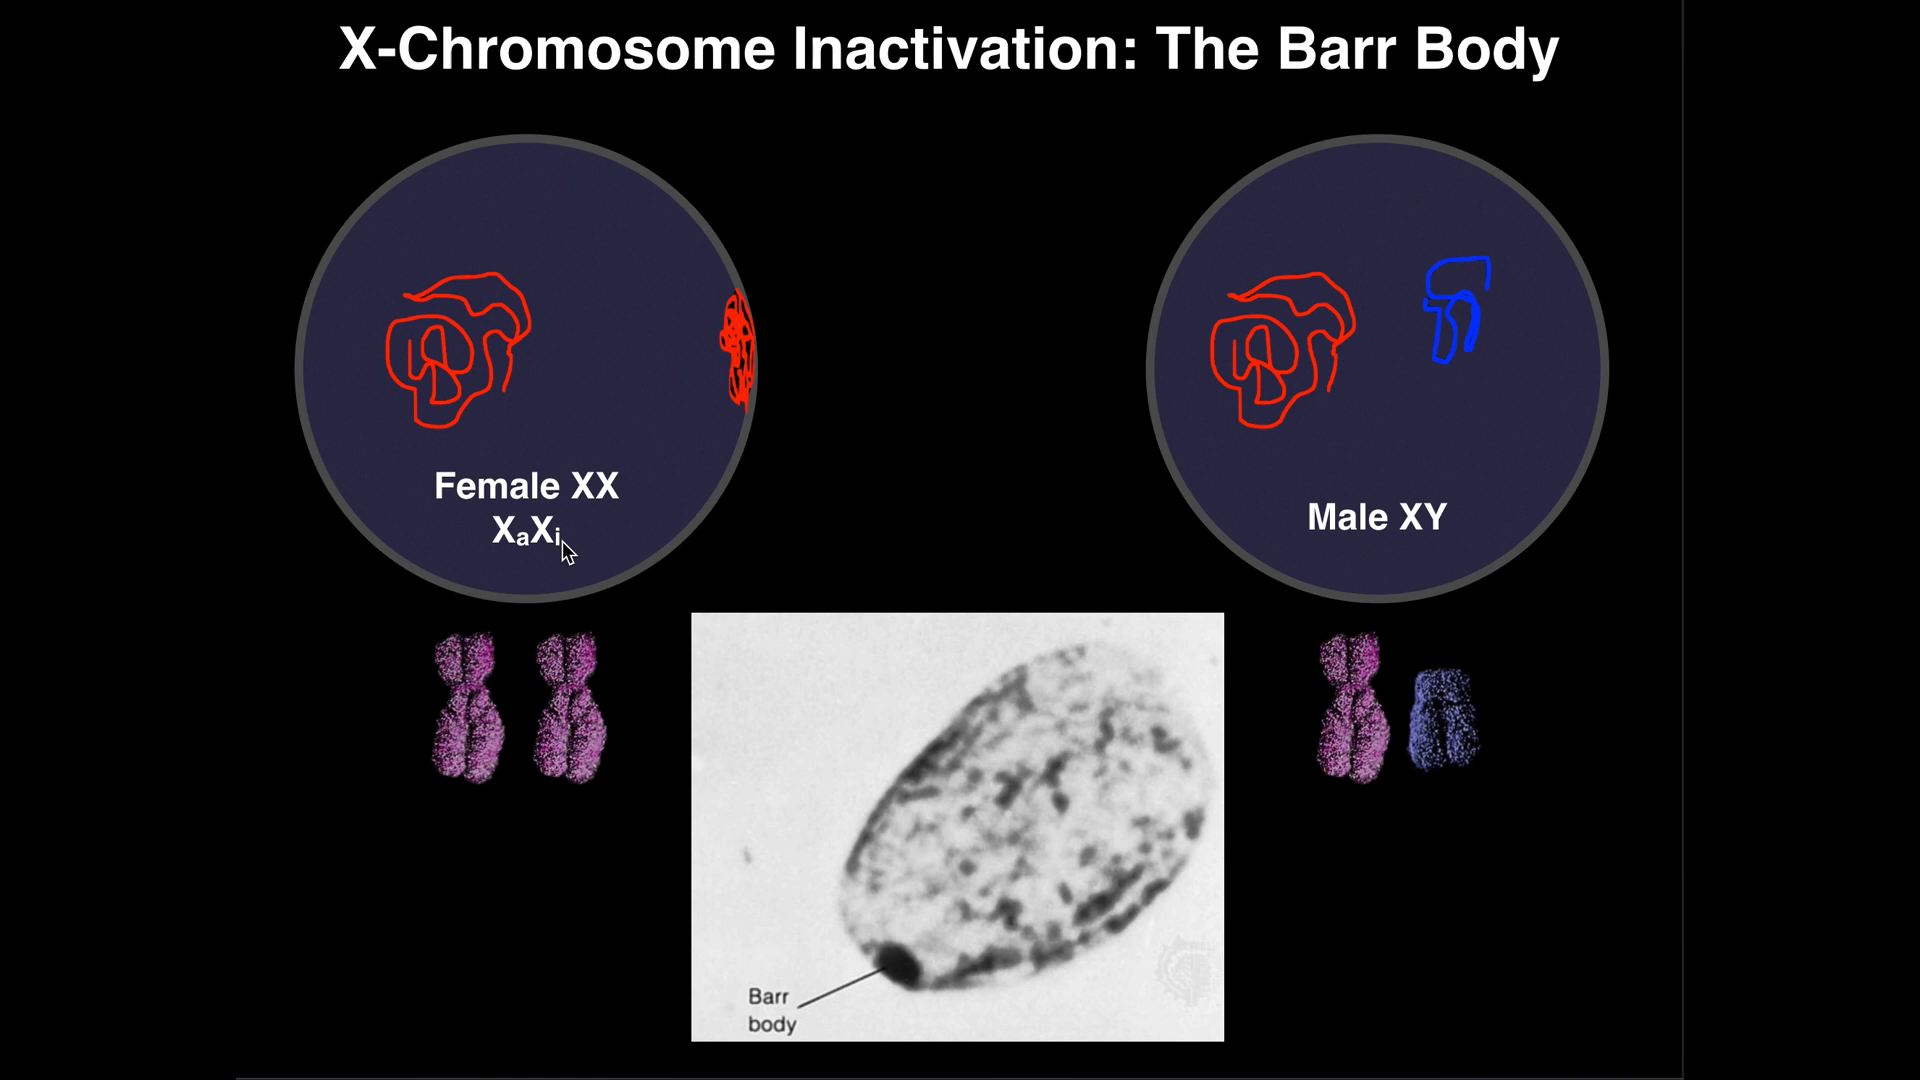 X-Chromosome Inactivation: The Barr Body
Female XX
XₐXᵢ
Male XY
Barr
body